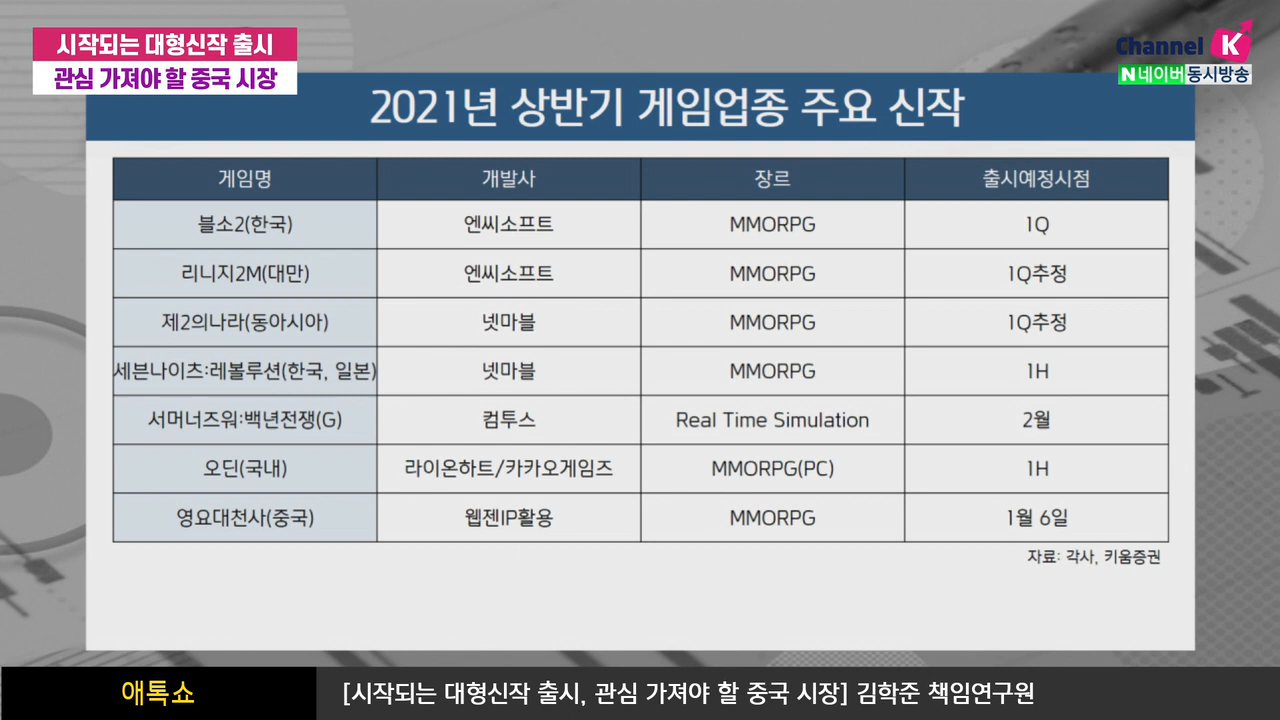 시작되는 대형신작 출시
관심 가져야 할 중국 시장
Channel K
N 네이버 동시방송
2021년 상반기 게임업종 주요 신작
게임명 개발사 장르 출시예정시점
블소2(한국) 엔씨소프트 MMORPG 1Q
리니지2M(대만) 엔씨소프트 MMORPG 1Q추정
제2의나라(동아시아) 넷마블 MMORPG 1Q추정
세븐나이츠:레볼루션(한국, 일본) 넷마블 MMORPG 1H
서머너즈워:백년전쟁(G) 컴투스 Real Time Simulation 2월
오딘(국내) 라이온하트/카카오게임즈 MMORPG(PC) 1H
영요대천사(중국) 웹젠IP활용 MMORPG 1월 6일
자료: 각사, 키움증권
애톡쇼
[시작되는 대형신작 출시, 관심 가져야 할 중국 시장] 김학준 책임연구원